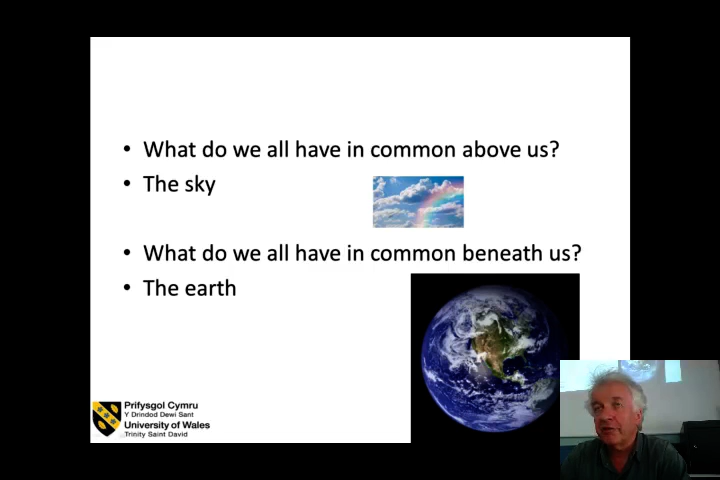 • What do we all have in common above us?
• The sky
• What do we all have in common beneath us?
• The earth
Prifysgol Cymru
Y Drindod Dewi Sant
University of Wales
Trinity Saint David